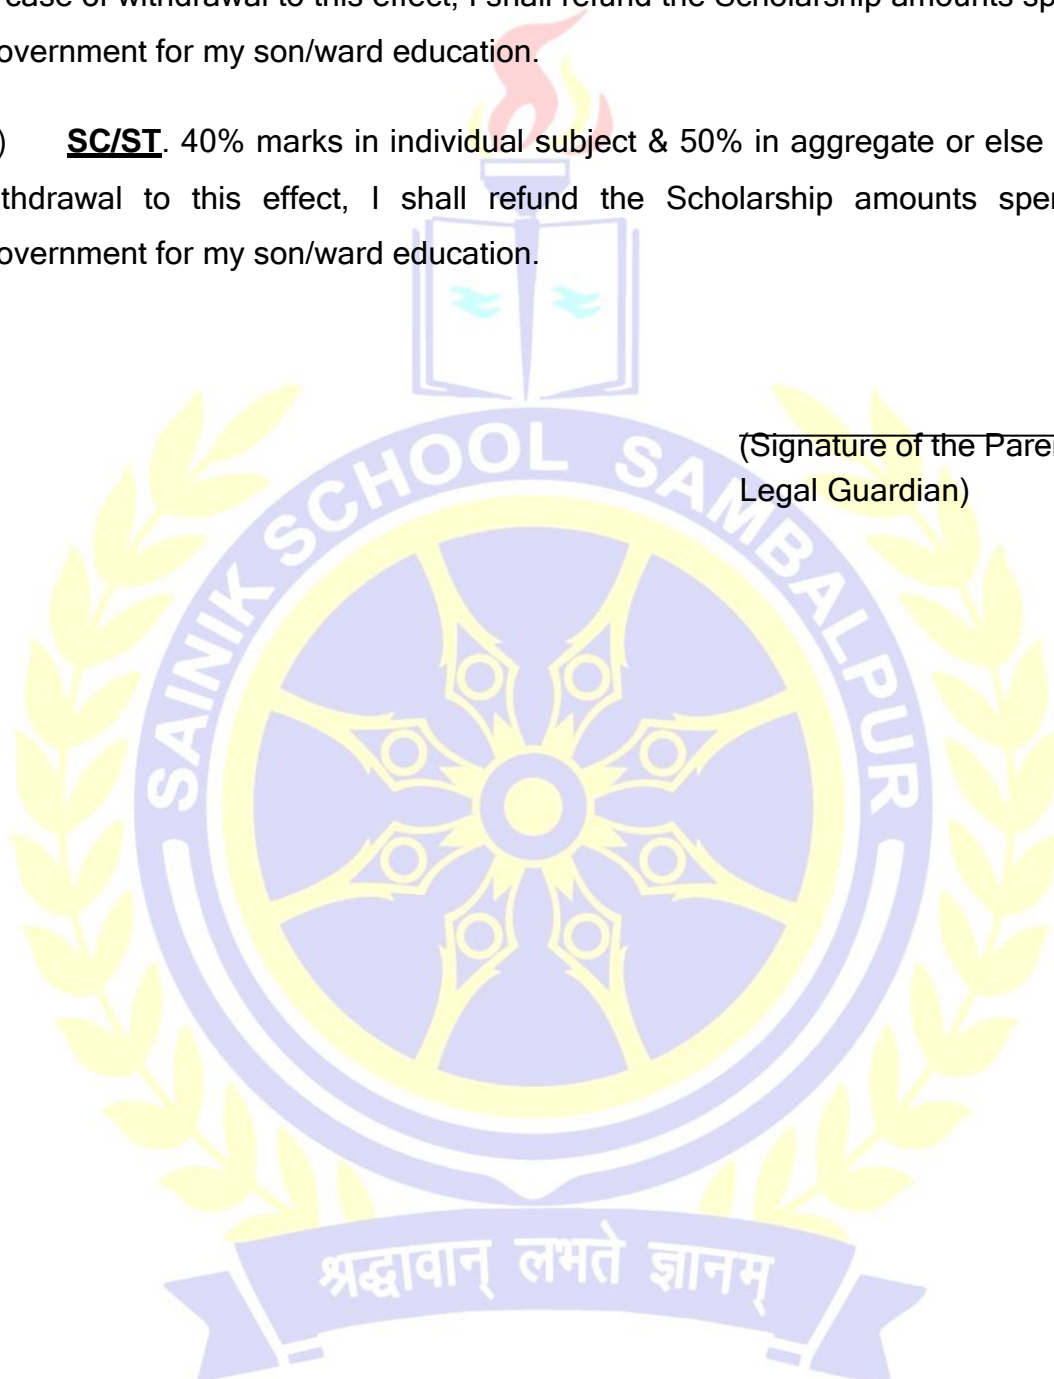 case of withdrawal to this effect, I shall refund the Scholarship amounts sp
overnment for my son/ward education.
) SC/ST. 40% marks in individual subject & 50% in aggregate or else
thdrawal to this effect, I shall refund the Scholarship amounts spe
overnment for my son/ward education.
(Signature of the Pare
Legal Guardian)
SAINIK SCHOOL SAMBALPUR
श्रद्धावान् लभते ज्ञानम्